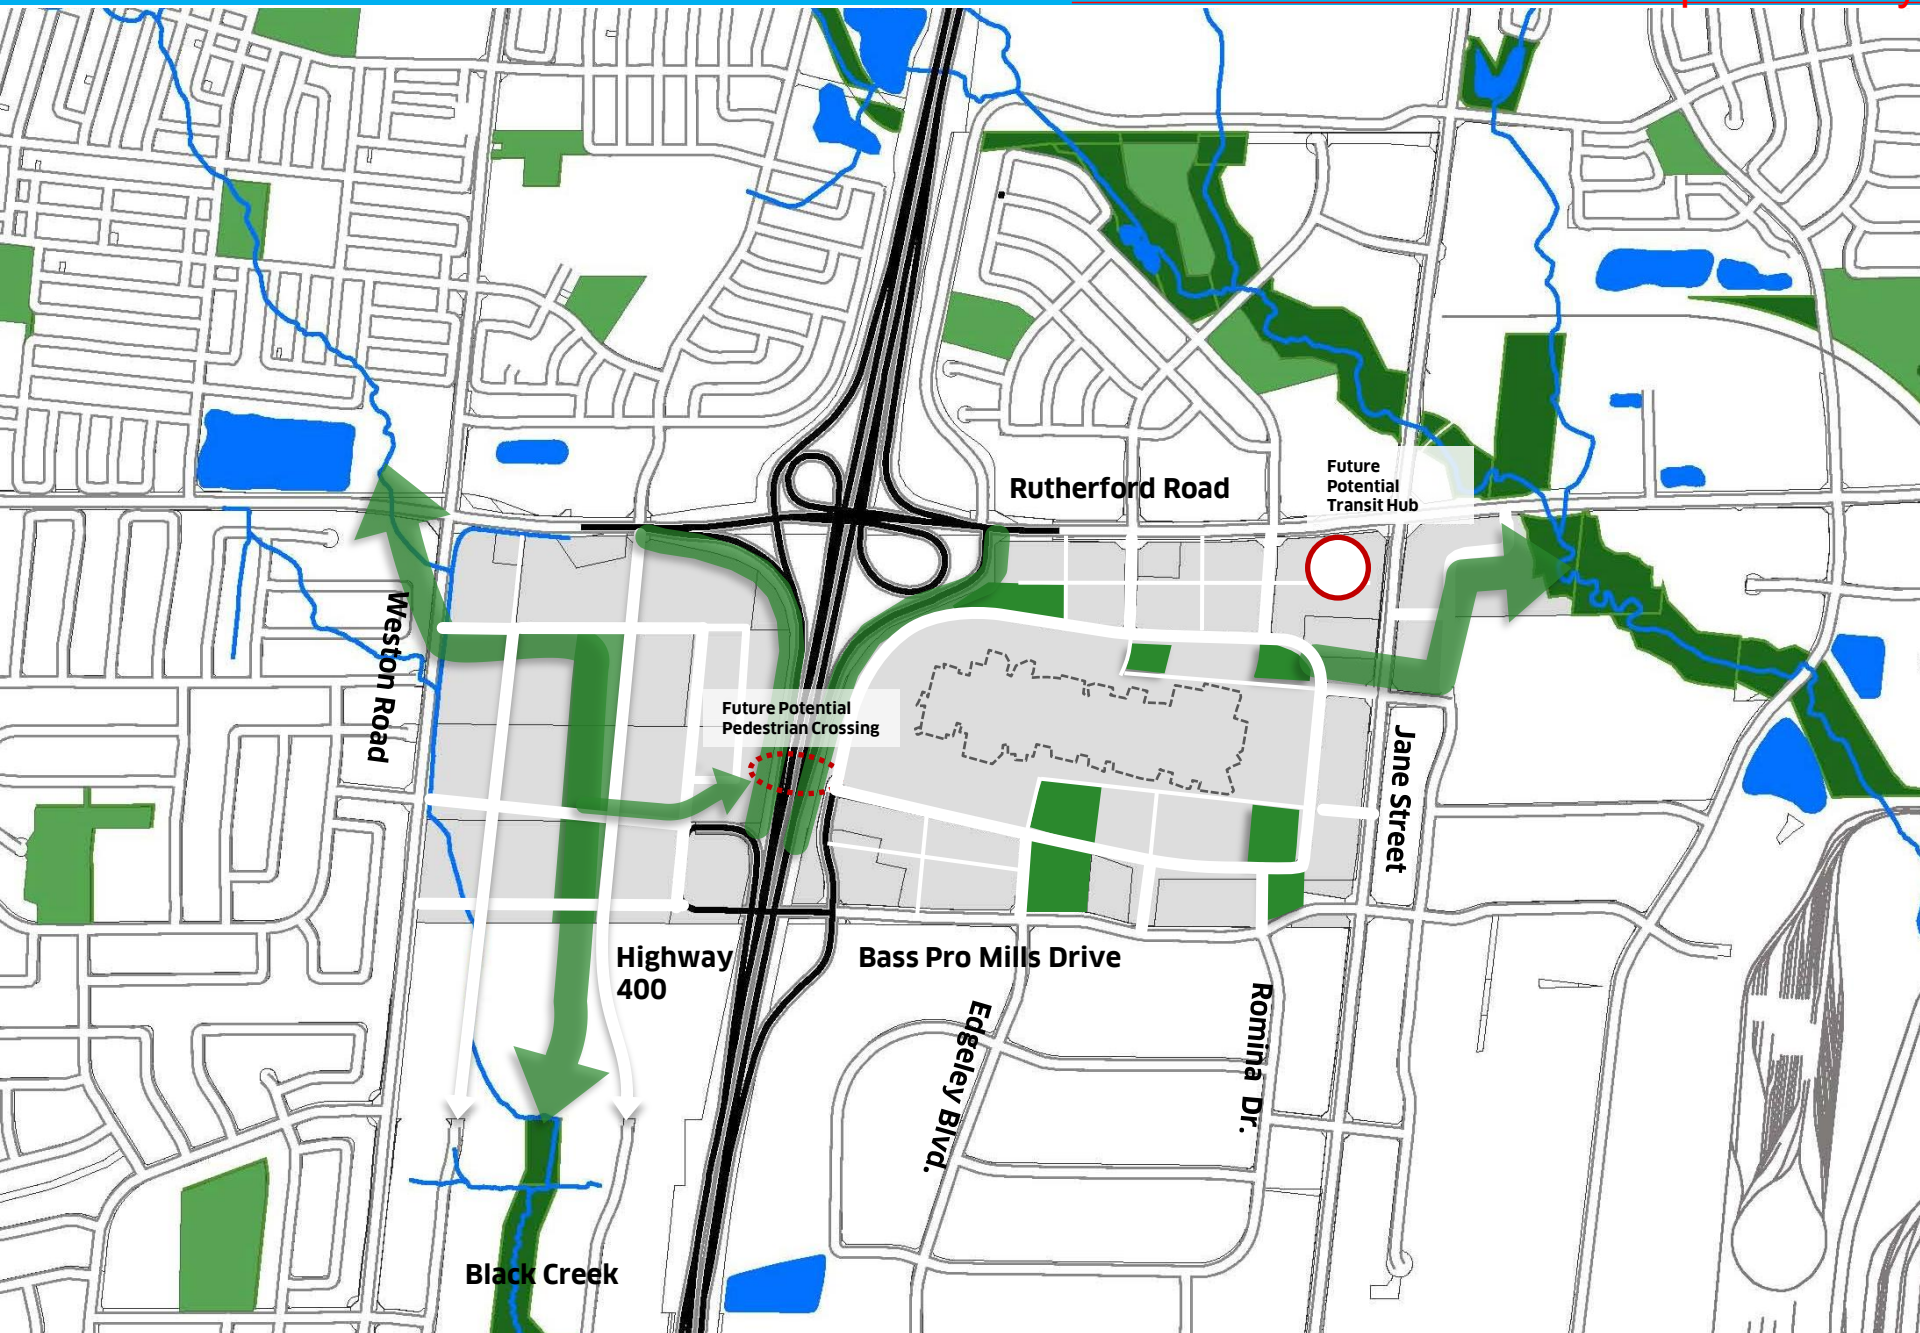 Rutherford Road
Future
Potential
Transit Hub
Weston Road
Future Potential
Pedestrian Crossing
Jane Street
Highway
400
Bass Pro Mills Drive
Edgeley Blvd.
Romina Dr.
Black Creek